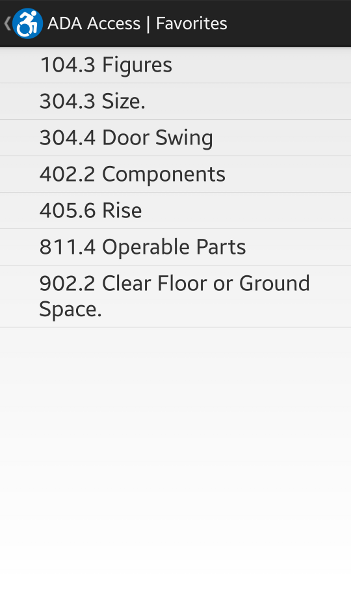 ADA Access | Favorites
104.3 Figures
304.3 Size.
304.4 Door Swing
402.2 Components
405.6 Rise
811.4 Operable Parts
902.2 Clear Floor or Ground
Space.